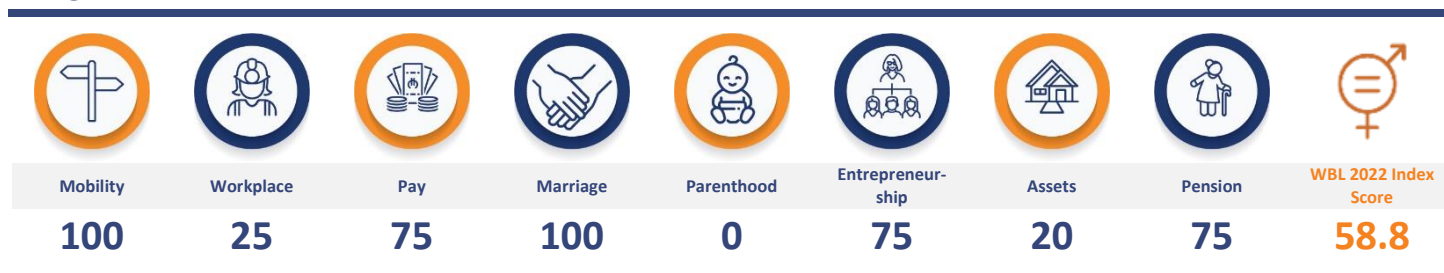 Mobility
Workplace
Pay
Marriage
Parenthood
Entrepreneur-
ship
Assets
Pension
WBL 2022 Index
Score
100
25
75
100
0
75
20
75
58.8